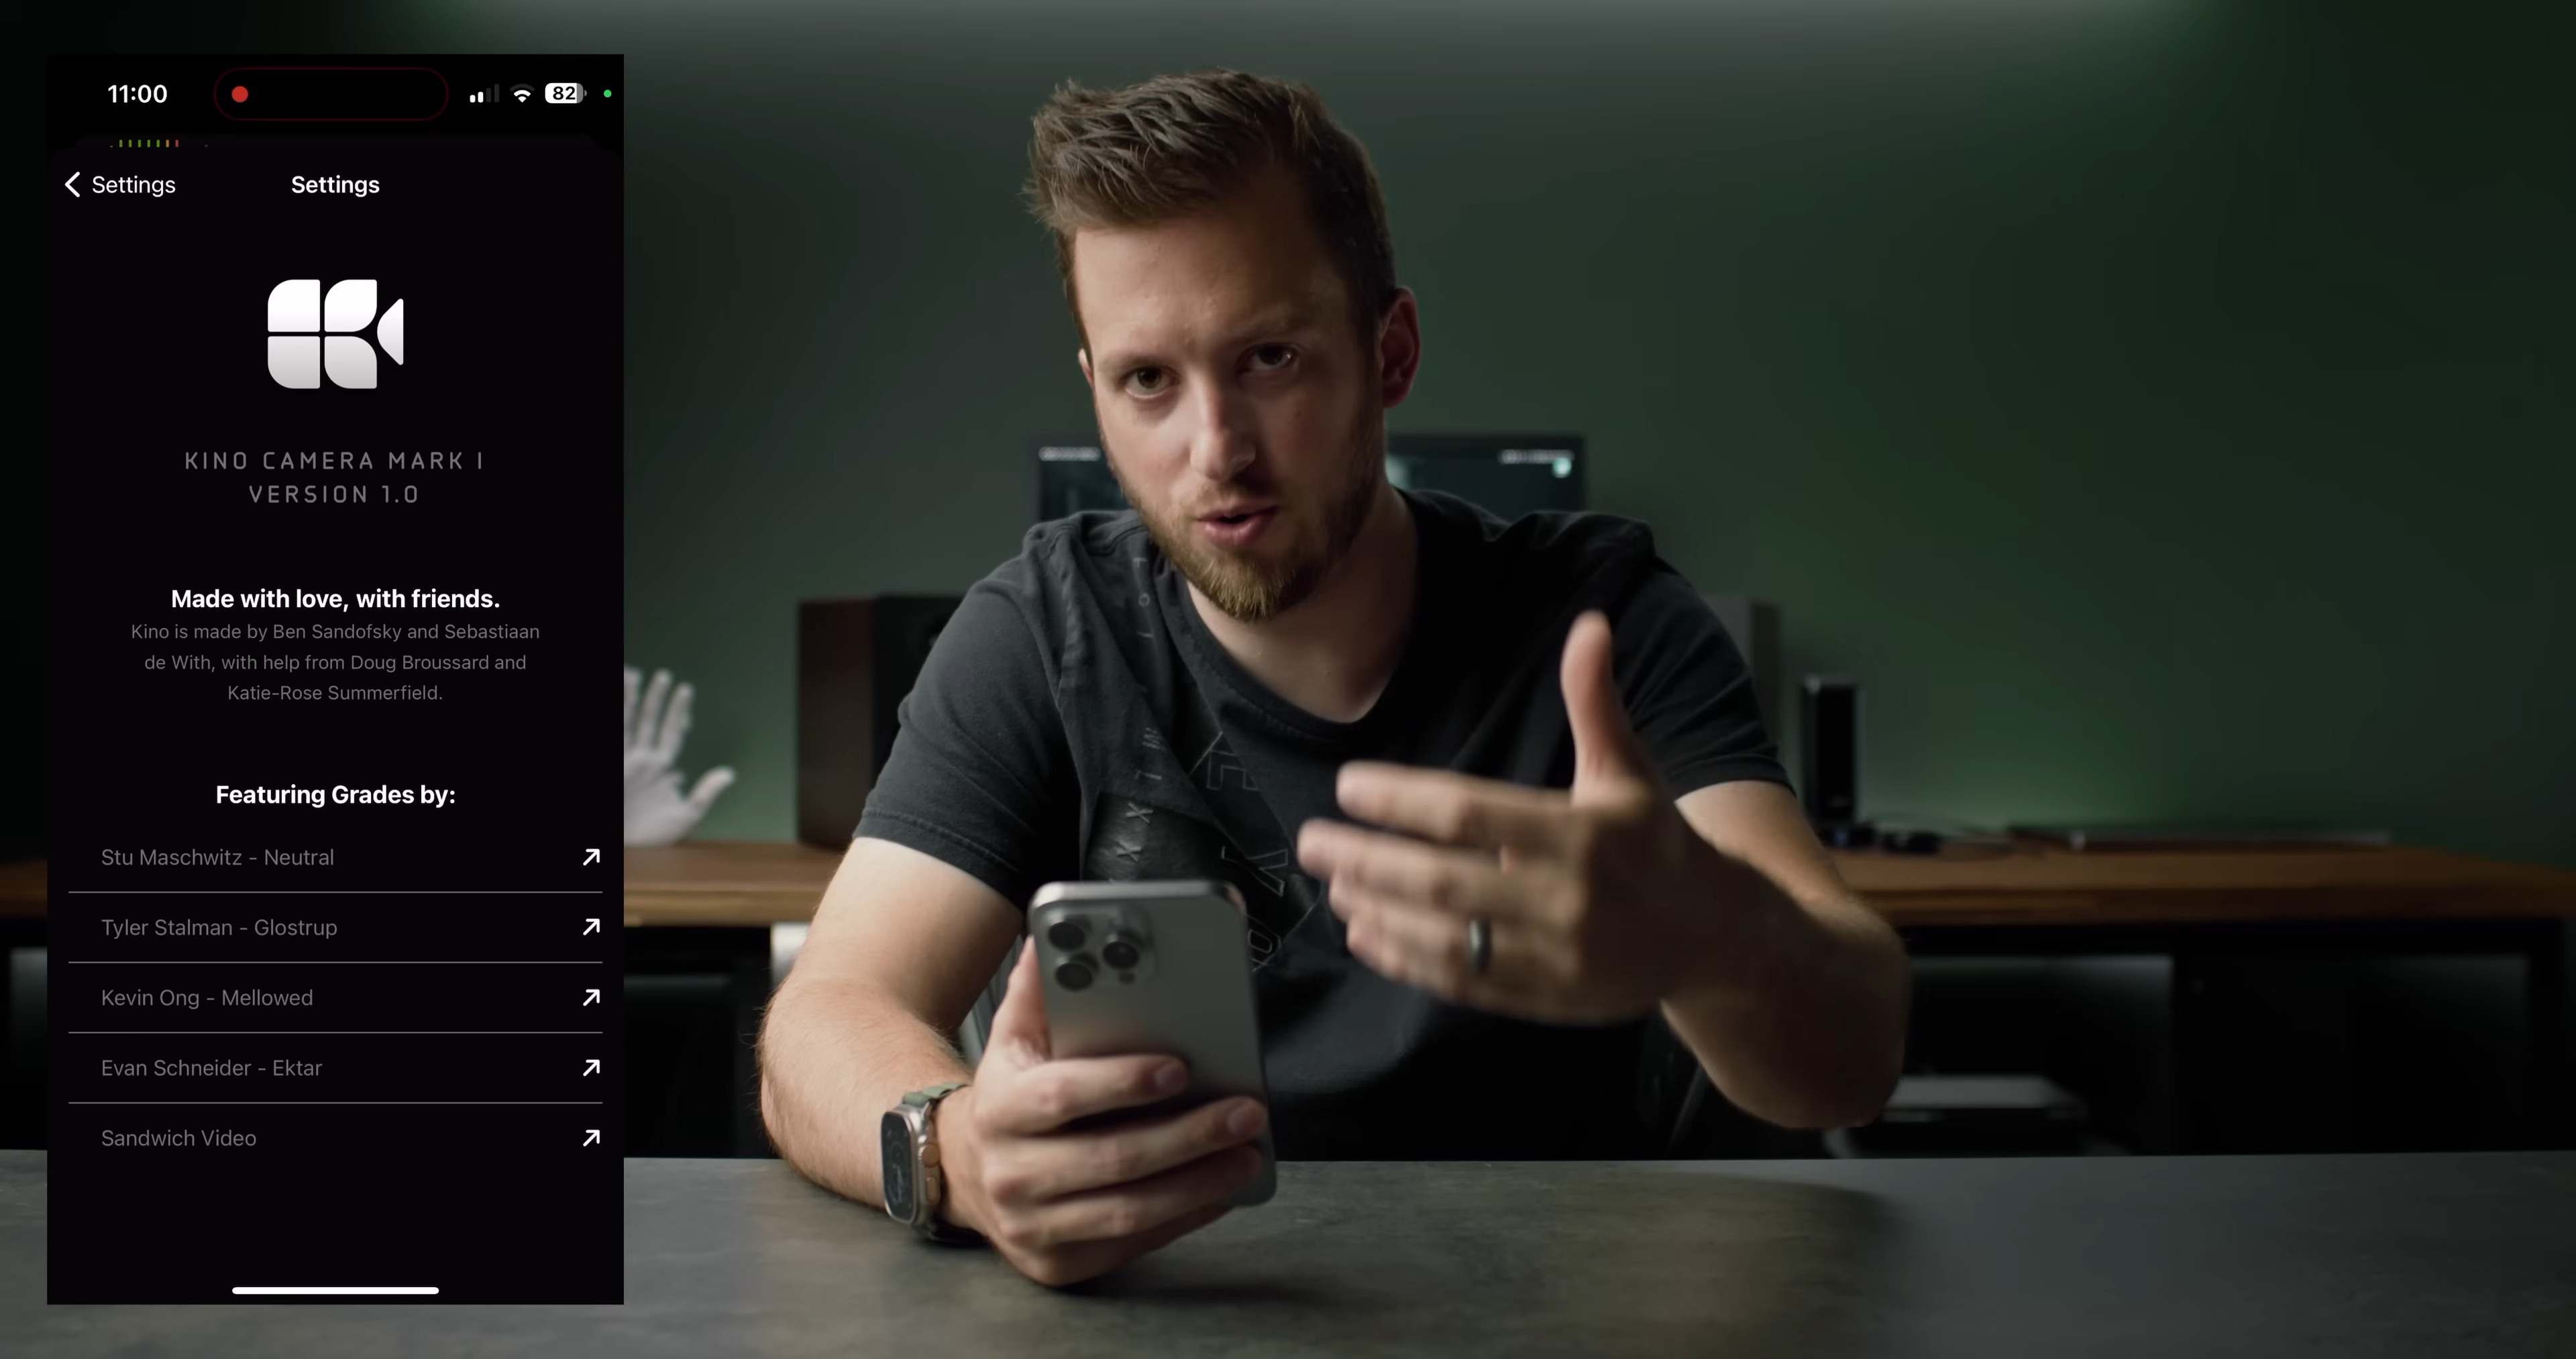 11:00
82
Settings
Settings
KINO CAMERA MARK I
VERSION 1.0
Made with love, with friends.
Kino is made by Ben Sandofsky and Sebastiaan
de With, with help from Doug Broussard and
Katie-Rose Summerfield.
Featuring Grades by:
Stu Maschwitz - Neutral
Tyler Stalman - Glostrup
Kevin Ong - Mellowed
Evan Schneider - Ektar
Sandwich Video